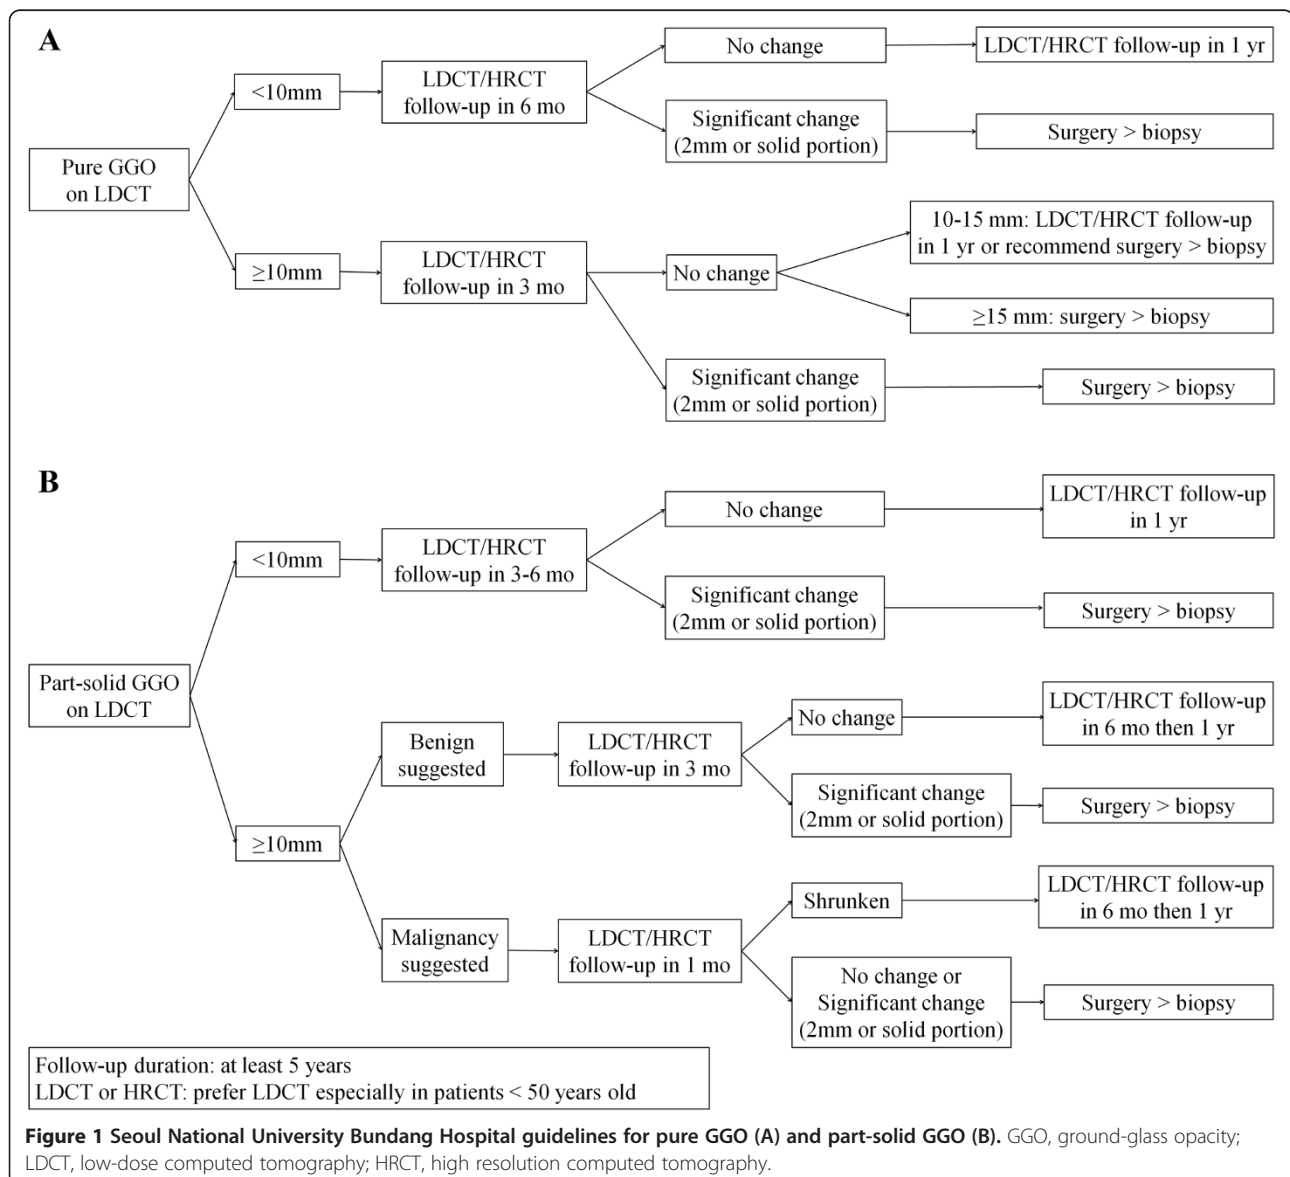 A
Pure GGO
on LDCT
<10mm
LDCT/HRCT
follow-up in 6 mo
No change
LDCT/HRCT follow-up in 1 yr
Significant change
(2mm or solid portion)
Surgery > biopsy
≥10mm
LDCT/HRCT
follow-up in 3 mo
No change
10-15 mm: LDCT/HRCT follow-up
in 1 yr or recommend surgery > biopsy
≥15 mm: surgery > biopsy
Significant change
(2mm or solid portion)
Surgery > biopsy
B
Part-solid GGO
on LDCT
<10mm
LDCT/HRCT
follow-up in 3-6 mo
No change
LDCT/HRCT follow-up
in 1 yr
Significant change
(2mm or solid portion)
Surgery > biopsy
≥10mm
Benign
suggested
LDCT/HRCT
follow-up in 3 mo
No change
LDCT/HRCT follow-up
in 6 mo then 1 yr
Significant change
(2mm or solid portion)
Surgery > biopsy
Malignancy
suggested
LDCT/HRCT
follow-up in 1 mo
Shrunken
LDCT/HRCT follow-up
in 6 mo then 1 yr
No change or
Significant change
(2mm or solid portion)
Surgery > biopsy
Follow-up duration: at least 5 years
LDCT or HRCT: prefer LDCT especially in patients < 50 years old
Figure 1 Seoul National University Bundang Hospital guidelines for pure GGO (A) and part-solid GGO (B). GGO, ground-glass opacity;
LDCT, low-dose computed tomography; HRCT, high resolution computed tomography.